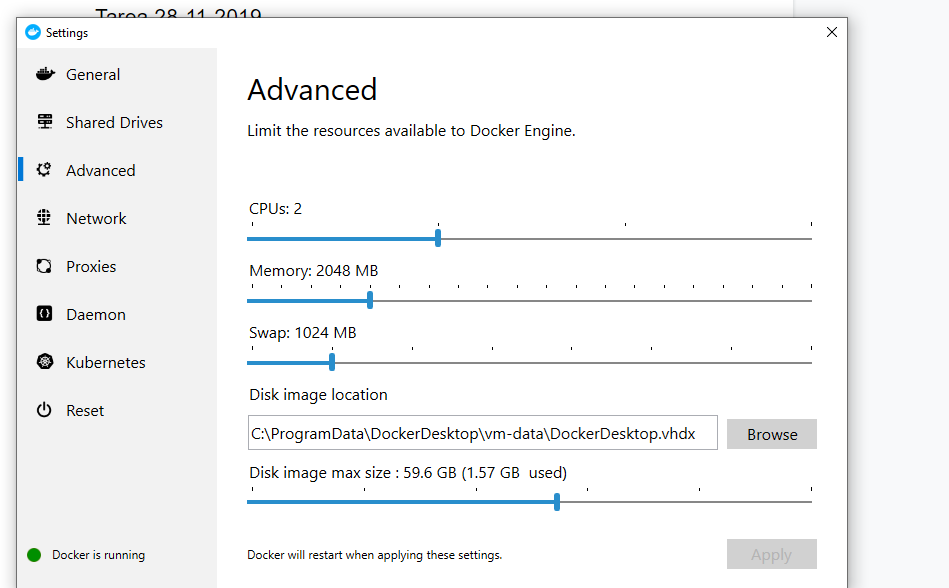 Tarea 28-11-2019
Settings
General
Shared Drives
Advanced
Network
Proxies
Daemon
Kubernetes
Reset
Docker is running
Advanced
Limit the resources available to Docker Engine.
CPUs: 2
Memory: 2048 MB
Swap: 1024 MB
Disk image location
C:\ProgramData\DockerDesktop\vm-data\DockerDesktop.vhdx
Browse
Disk image max size : 59.6 GB (1.57 GB  used)
Docker will restart when applying these settings.
Apply